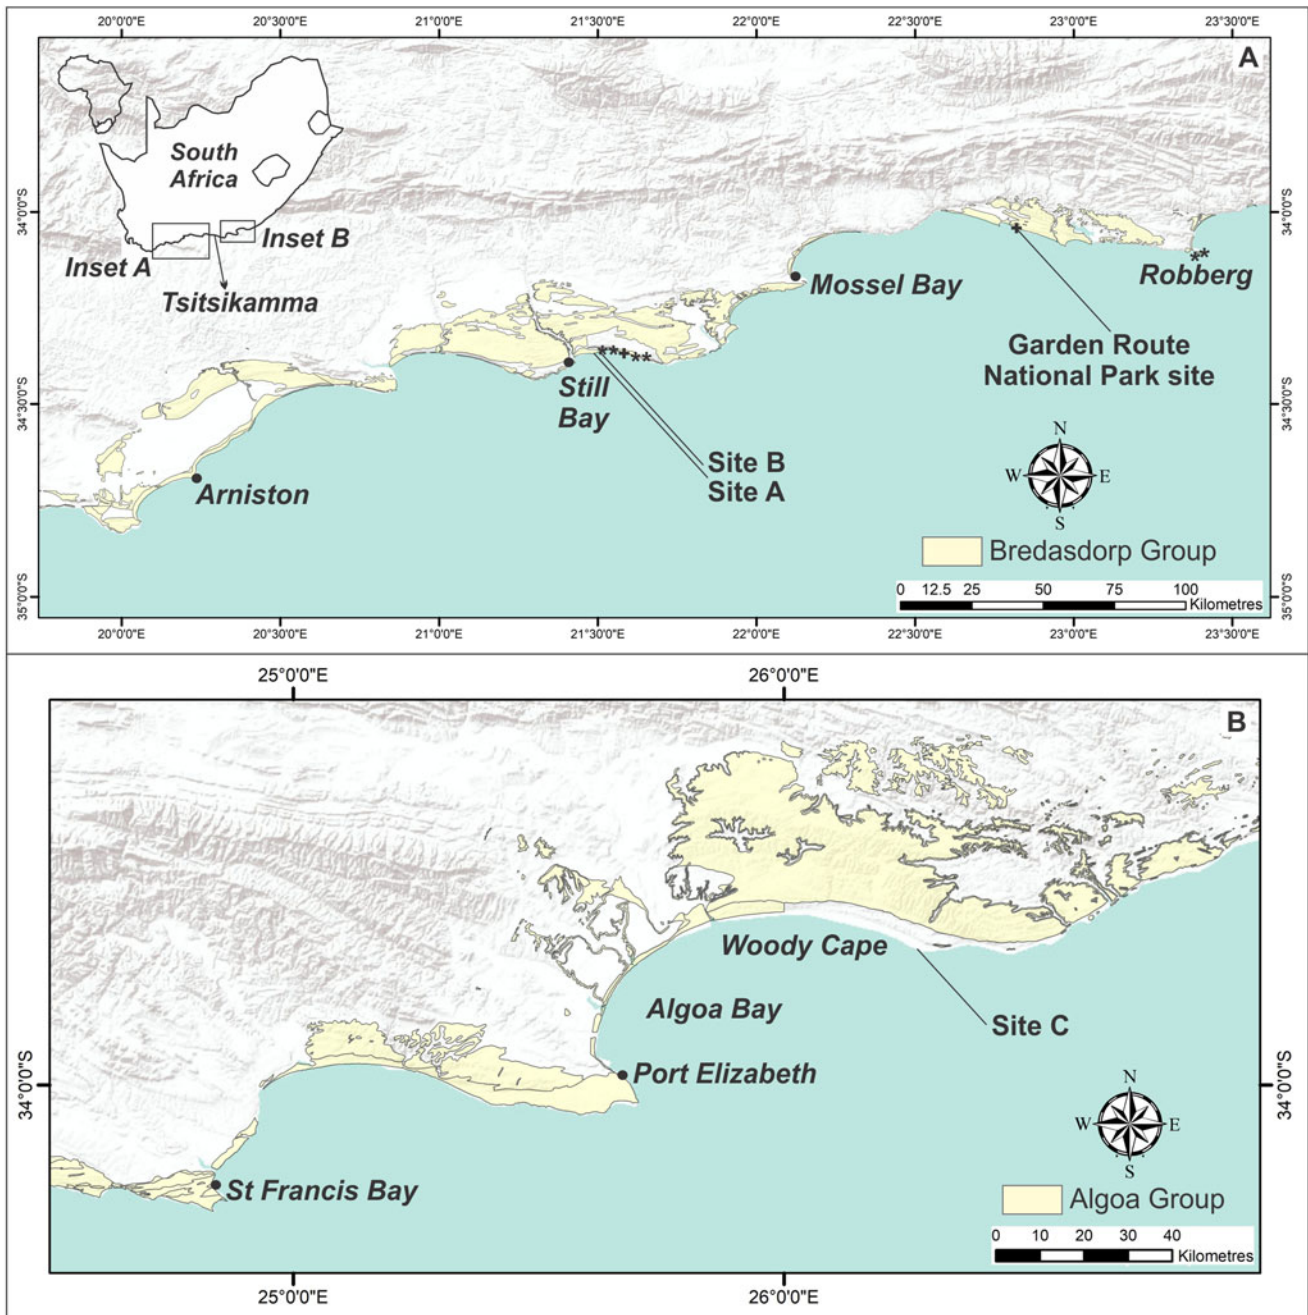 20°0'0"E 20°30'0"E 21°0'0"E 21°30'0"E 22°0'0"E 22°30'0"E 23°0'0"E 23°30'0"E
A
South
Africa
Inset B
Inset A
Tsitsikamma
34°0'0"S
34°0'0"S
Mossel Bay
Robberg
Garden Route
National Park site
Still
Bay
34°30'0"S
34°30'0"S
Site B
Site A
Arniston
N
W E
S
Bredasdorp Group
0 12.5 25 50 75 100
Kilometres
35°0'0"S
35°0'0"S
20°0'0"E 20°30'0"E 21°0'0"E 21°30'0"E 22°0'0"E 22°30'0"E 23°0'0"E 23°30'0"E
25°0'0"E 26°0'0"E
B
Woody Cape
Algoa Bay
Site C
Port Elizabeth
34°0'0"S
34°0'0"S
N
W E
S
St Francis Bay
Algoa Group
0 10 20 30 40
Kilometres
25°0'0"E 26°0'0"E